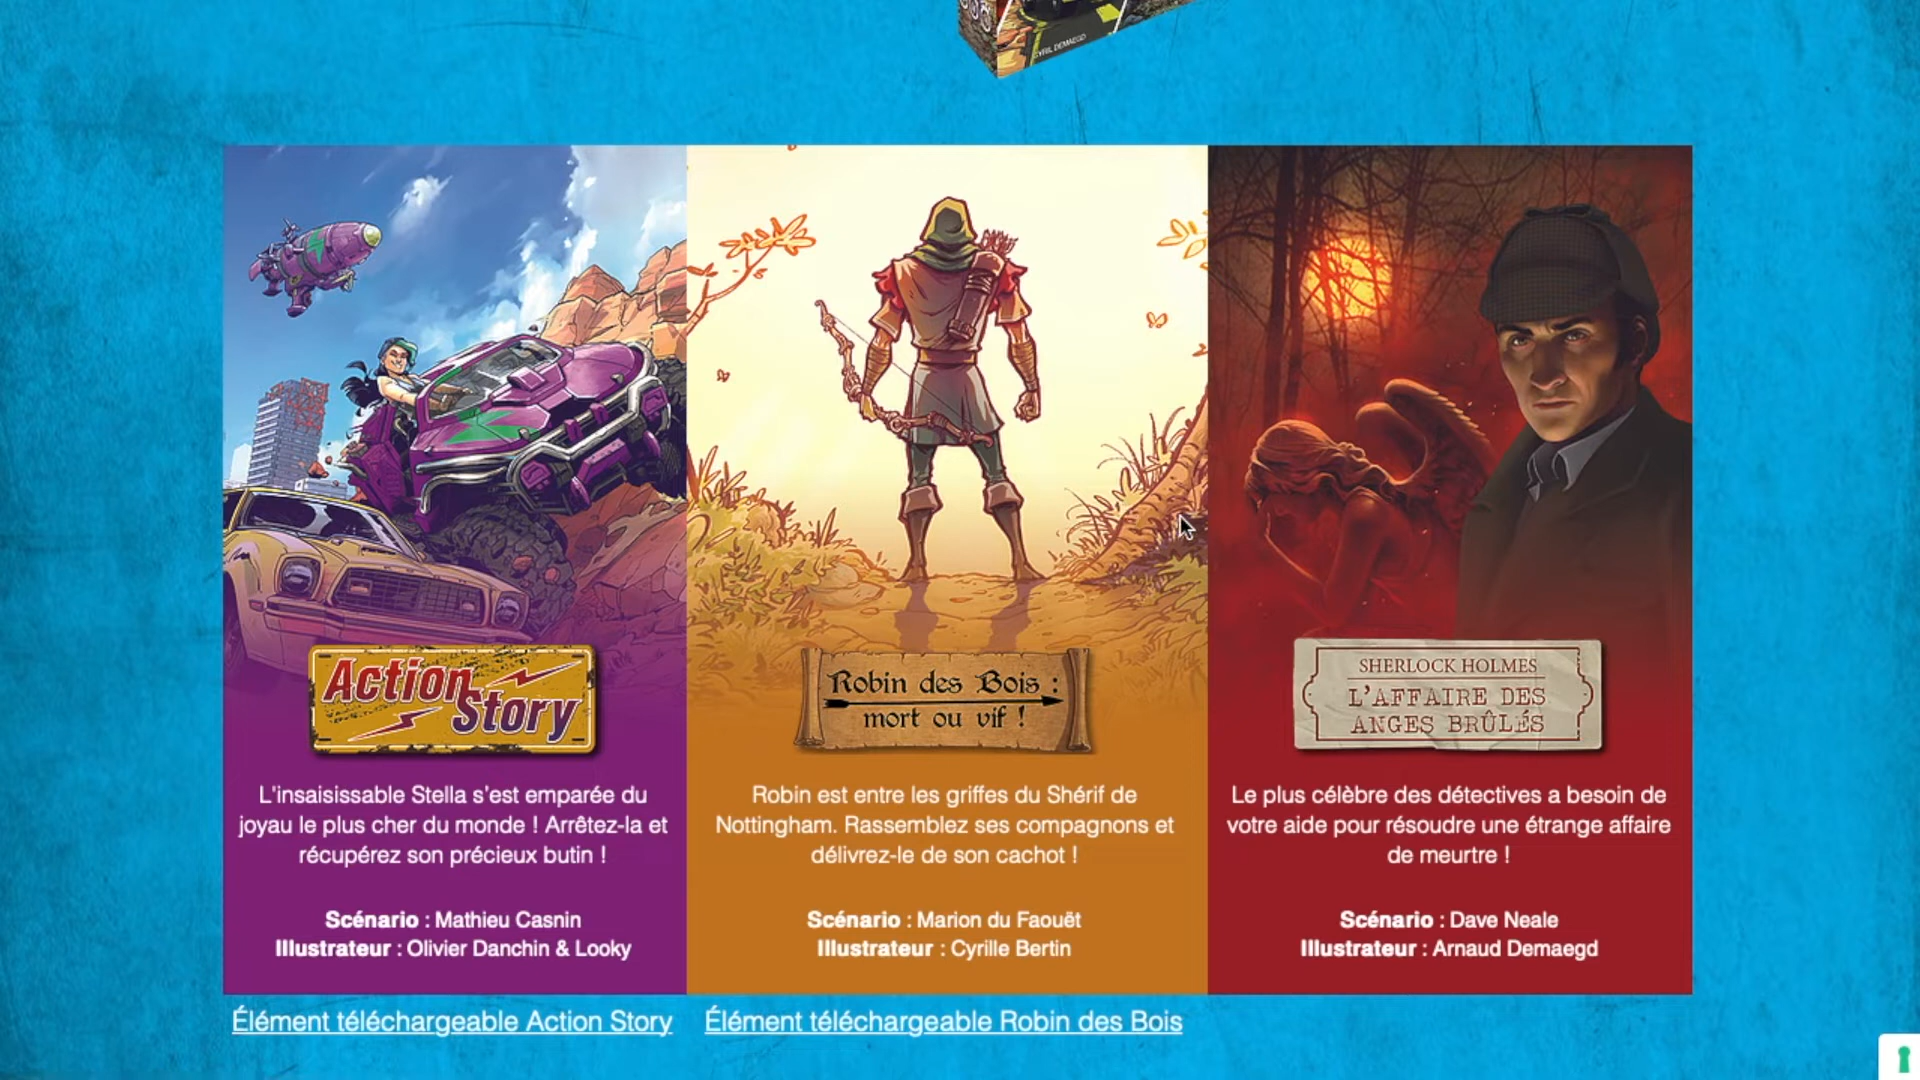 CYRIL DEMAEGD
Action
Story
L'insaisissable Stella s'est emparée du
joyau le plus cher du monde ! Arrêtez-la et
récupérez son précieux butin !
Scénario : Mathieu Casnin
Illustrateur : Olivier Danchin & Looky
Élément téléchargeable Action Story
Robin des Bois :
mort ou vif !
Robin est entre les griffes du Shérif de
Nottingham. Rassemblez ses compagnons et
délivrez-le de son cachot !
Scénario : Marion du Faouët
Illustrateur : Cyrille Bertin
Élément téléchargeable Robin des Bois
SHERLOCK HOLMES
L'AFFAIRE DES
ANGES BRÛLÉS
Le plus célèbre des détectives a besoin de
votre aide pour résoudre une étrange affaire
de meurtre !
Scénario : Dave Neale
Illustrateur : Arnaud Demaegd